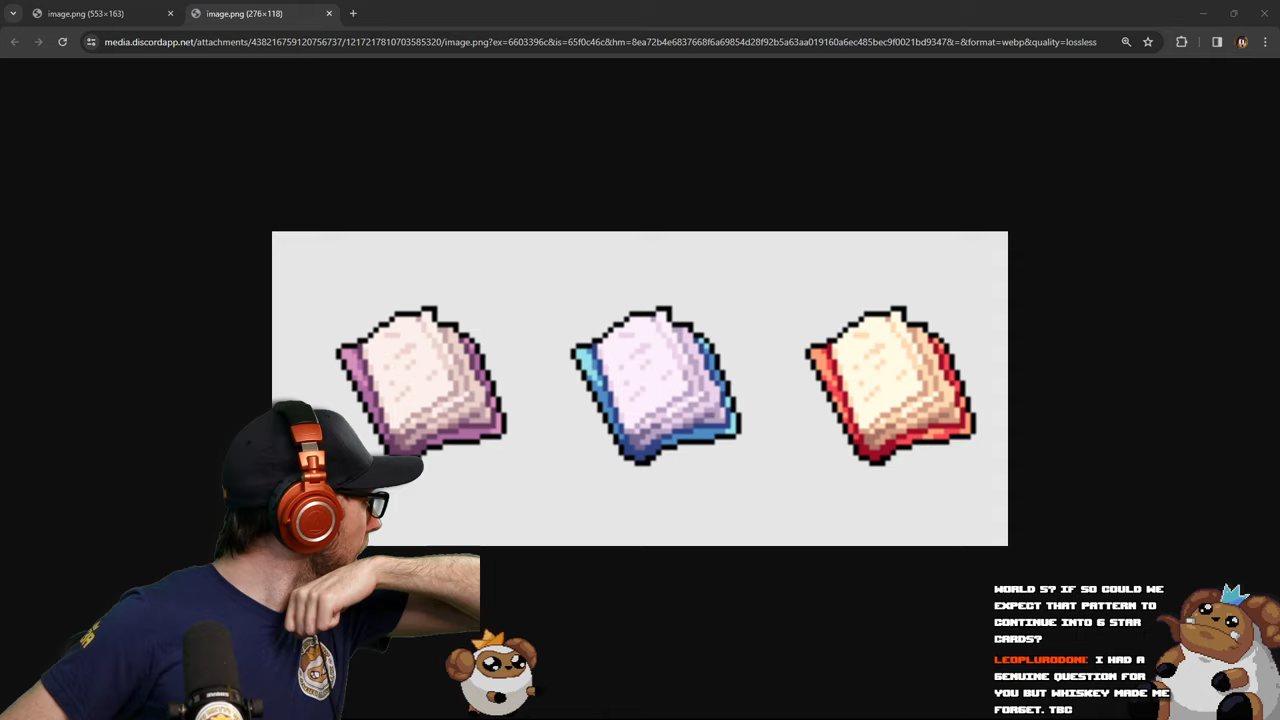 image.png (553×163)
image.png (276×118)
media.discordapp.net/attachments/438216759120756737/1217217810703585320/image.png?ex=6603396c&is=65f0c46c&hm=8ea72b4e6837668f6a69854d28f92b5a63aa019160a6ec485bec9f0021bd9347&=&format=webp&quality=lossless
WORLD 5? IF SO COULD WE
EXPECT THAT PATTERN TO
CONTINUE INTO 6 STAR
CARDS?
LEOPLURODON: I HAD A
GENUINE QUESTION FOR
YOU BUT WHISKEY MADE ME
FORGET. TBC